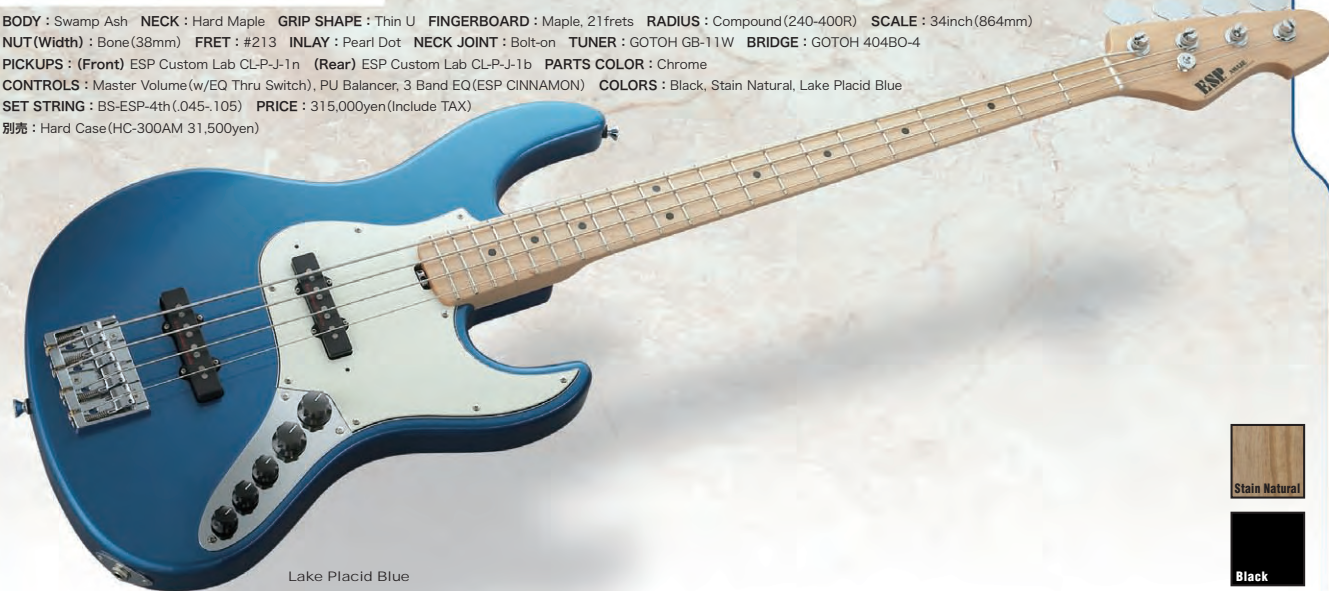 BODY：Swamp Ash NECK：Hard Maple GRIP SHAPE：Thin U FINGERBOARD：Maple, 21frets RADIUS：Compound(240-400R) SCALE：34inch(864mm)
NUT(Width)：Bone(38mm) FRET：#213 INLAY：Pearl Dot NECK JOINT：Bolt-on TUNER：GOTOH GB-11W BRIDGE：GOTOH 404BO-4
PICKUPS：(Front) ESP Custom Lab CL-P-J-1n (Rear) ESP Custom Lab CL-P-J-1b PARTS COLOR：Chrome
CONTROLS：Master Volume(w/EQ Thru Switch), PU Balancer, 3 Band EQ(ESP CINNAMON) COLORS：Black, Stain Natural, Lake Placid Blue
SET STRING：BS-ESP-4th(.045-.105) PRICE：315,000yen(Include TAX)
別売：Hard Case(HC-300AM 31,500yen)
ESP
Stain Natural
Black
Lake Placid Blue